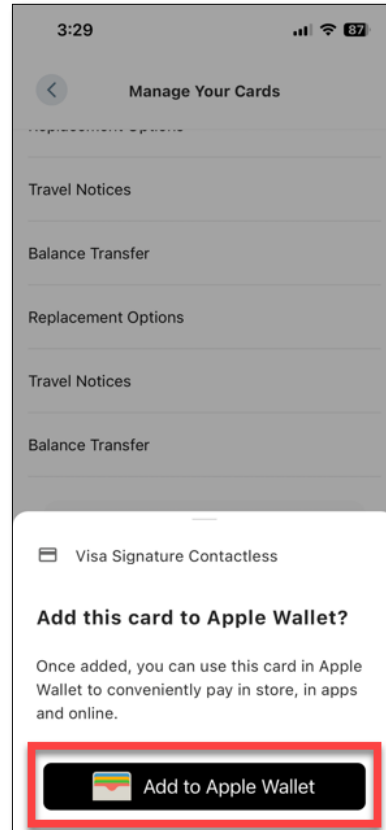 3:29
87
Manage Your Cards
Replacement Options
Travel Notices
Balance Transfer
Replacement Options
Travel Notices
Balance Transfer
Visa Signature Contactless
Add this card to Apple Wallet?
Once added, you can use this card in Apple
Wallet to conveniently pay in store, in apps
and online.
Add to Apple Wallet